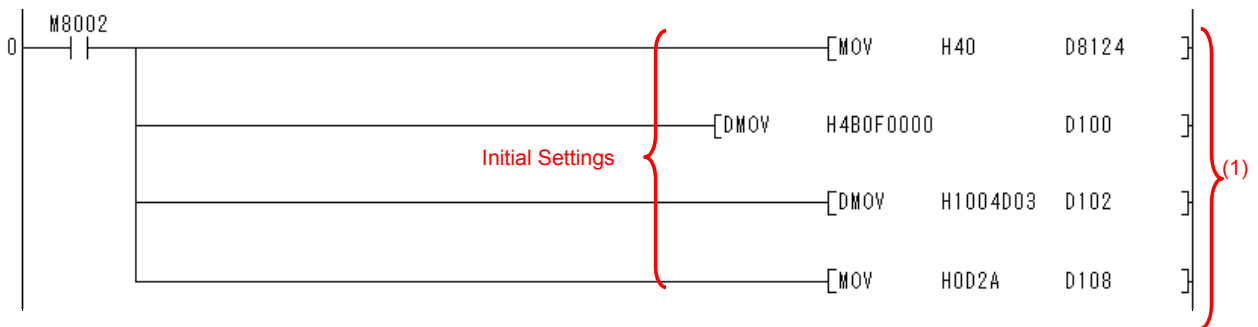 M8002
0 [MOV H40 D8124 ]
[DMOV H4B0F0000 D100 ]
Initial Settings
(1)
[DMOV H1004D03 D102 ]
[MOV H0D2A D108 ]